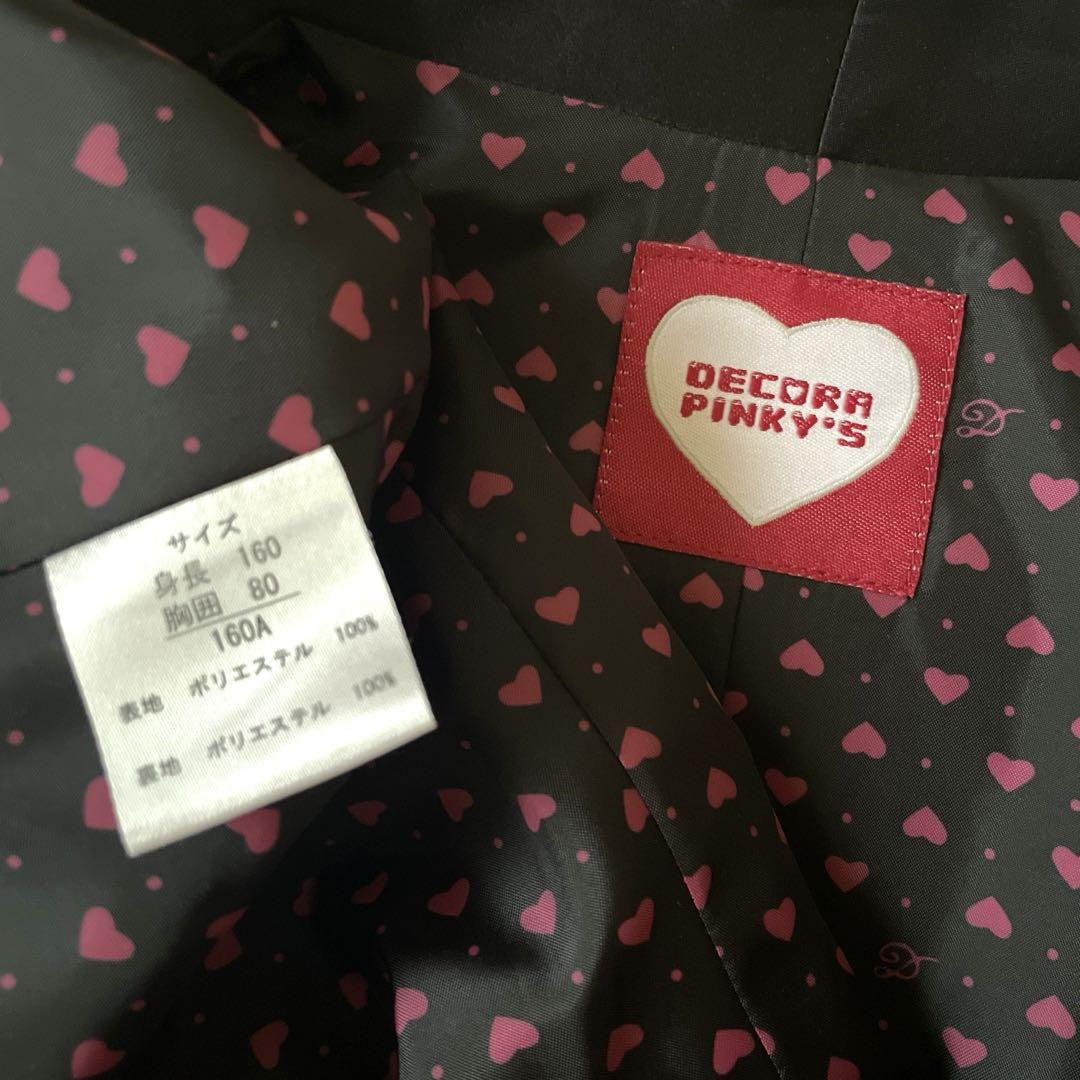 DECORA
PINKY'S
サイズ
身長 160
胸囲 80
160A
表地 ポリエステル 100%
裏地 ポリエステル 100%
D
D